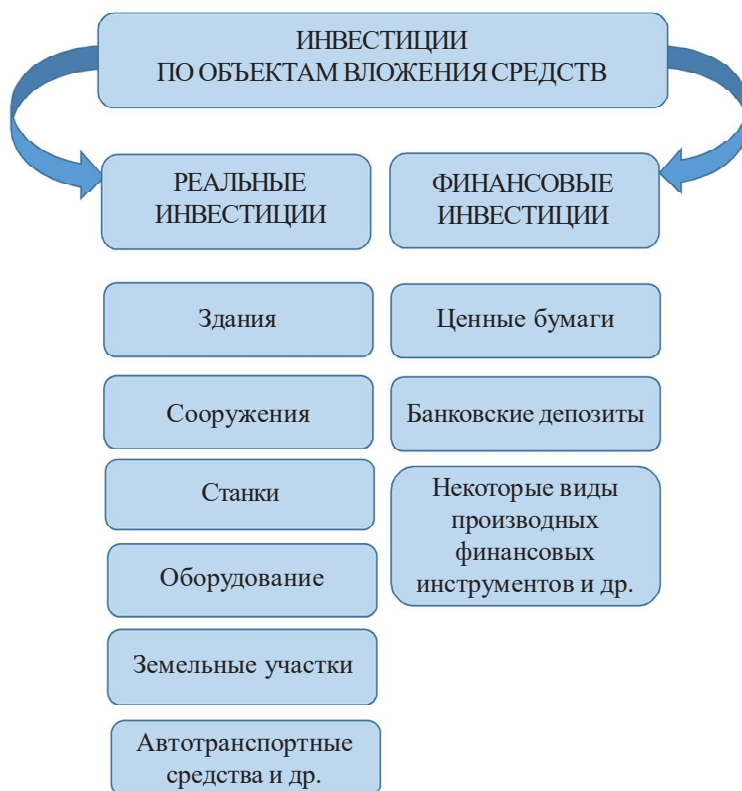 ИНВЕСТИЦИИ
ПО ОБЪЕКТАМ ВЛОЖЕНИЯ СРЕДСТВ
РЕАЛЬНЫЕ
ИНВЕСТИЦИИ
Здания
Сооружения
Станки
Оборудование
Земельные участки
Автотранспортные
средства и др.
ФИНАНСОВЫЕ
ИНВЕСТИЦИИ
Ценные бумаги
Банковские депозиты
Некоторые виды
производных
финансовых
инструментов и др.